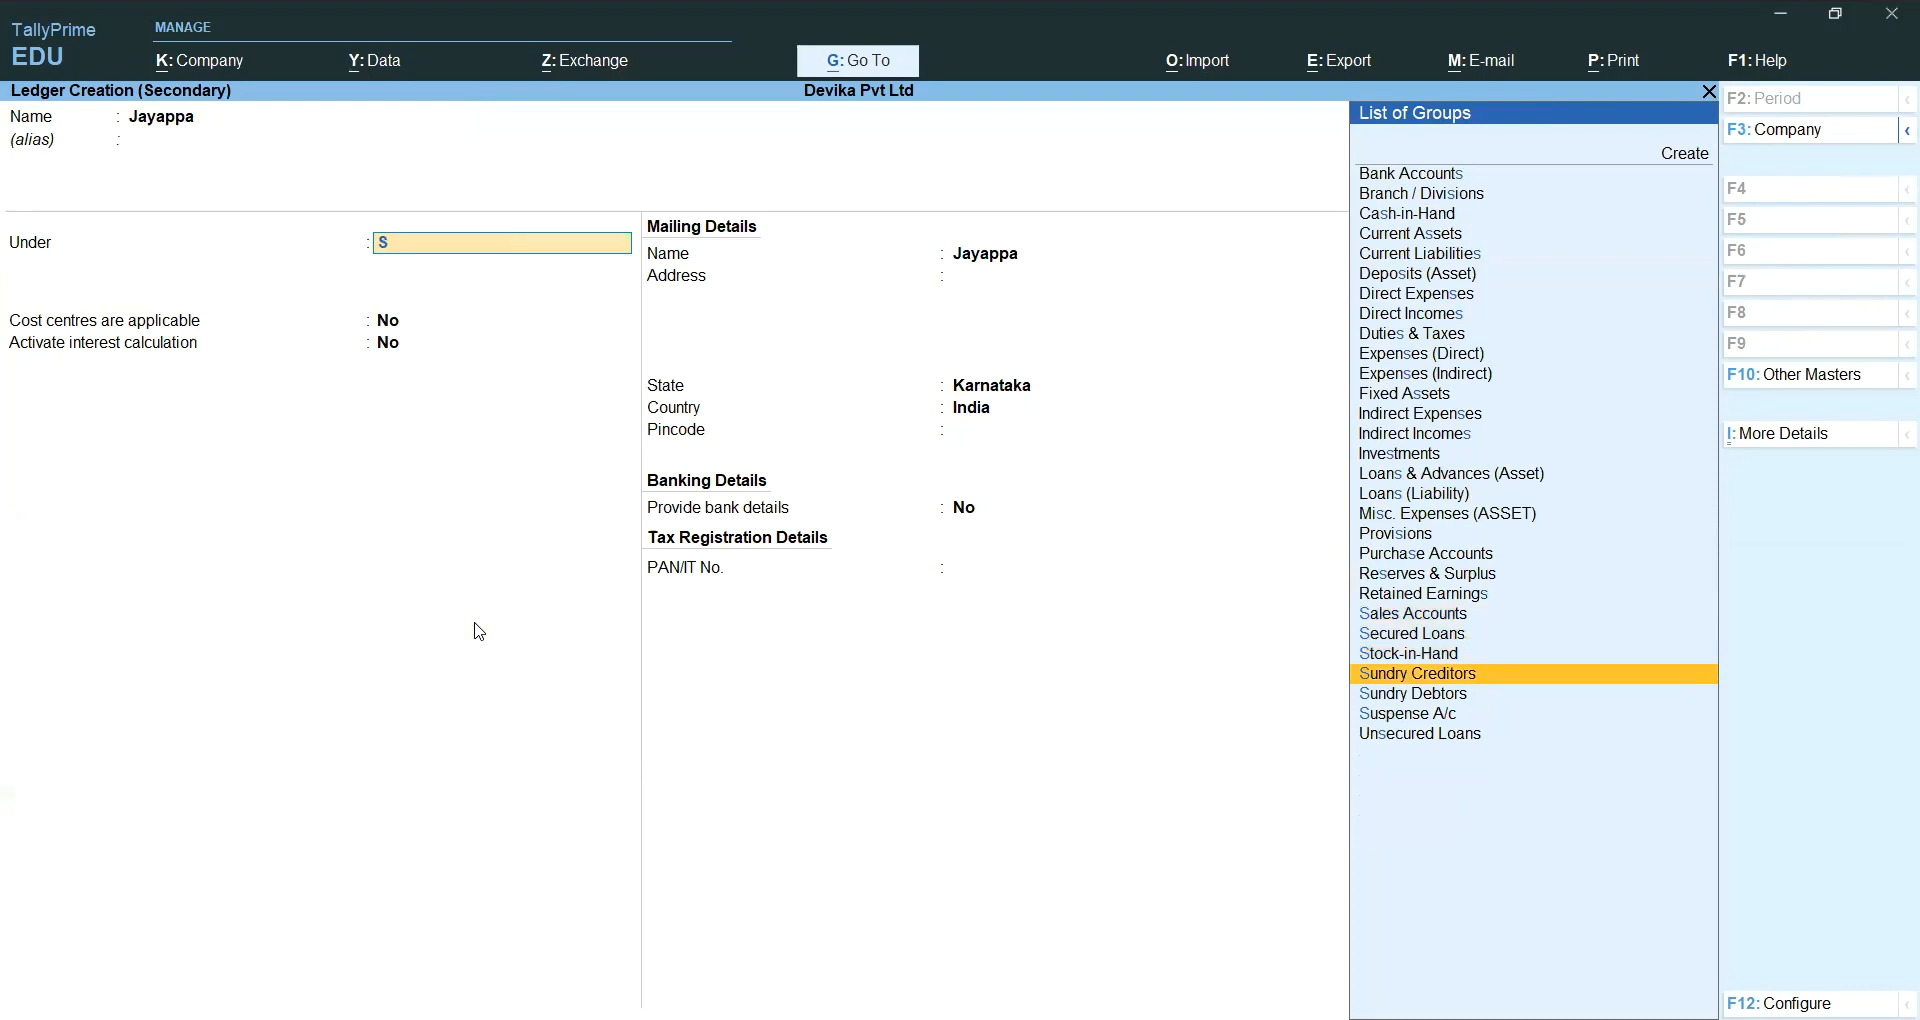 TallyPrime
EDU
MANAGE
K: Company
Y: Data
Z: Exchange
G: Go To
O: Import
E: Export
M: E-mail
P: Print
F1: Help
Ledger Creation (Secondary)
Devika Pvt Ltd
Name : Jayappa
(alias) :
Under : S
Cost centres are applicable : No
Activate interest calculation : No
Mailing Details
Name : Jayappa
Address :
State : Karnataka
Country : India
Pincode :
Banking Details
Provide bank details : No
Tax Registration Details
PAN/IT No. :
List of Groups
Create
Bank Accounts
Branch / Divisions
Cash-in-Hand
Current Assets
Current Liabilities
Deposits (Asset)
Direct Expenses
Direct Incomes
Duties & Taxes
Expenses (Direct)
Expenses (Indirect)
Fixed Assets
Indirect Expenses
Indirect Incomes
Investments
Loans & Advances (Asset)
Loans (Liability)
Misc. Expenses (ASSET)
Provisions
Purchase Accounts
Reserves & Surplus
Retained Earnings
Sales Accounts
Secured Loans
Stock-in-Hand
Sundry Creditors
Sundry Debtors
Suspense A/c
Unsecured Loans
F2: Period
F3: Company
F4
F5
F6
F7
F8
F9
F10: Other Masters
I: More Details
F12: Configure